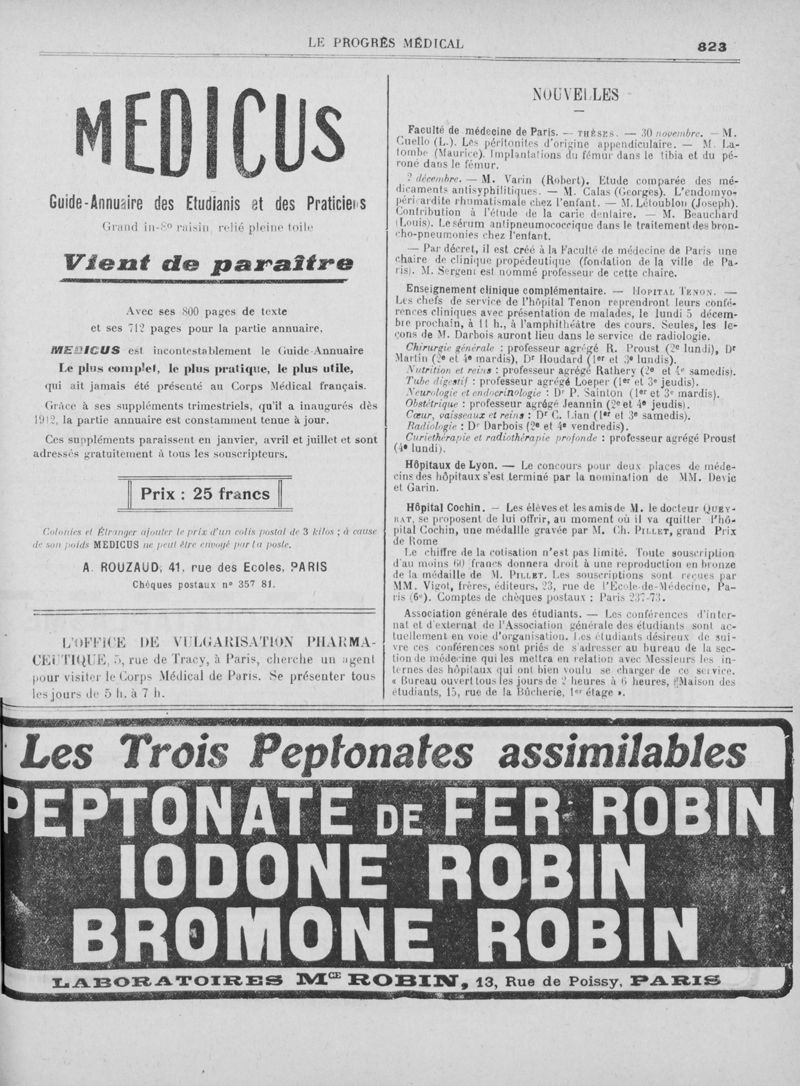 LE PROGRÈS MÉDICAL
823
MEDICUS
Guide-Annuaire des Etudiants et des Praticiens
Grand in-8º raisin, relié pleine toile
Vient de paraître
Avec ses 800 pages de texte
et ses 712 pages pour la partie annuaire.
MEDICUS est incontestablement le Guide-Annuaire
Le plus complet, le plus pratique, le plus utile,
qui ait jamais été présenté au Corps Médical français.
Grâce à ses suppléments trimestriels, qu'il a inaugurés dès
1912, la partie annuaire est constamment tenue à jour.
Ces suppléments paraissent en janvier, avril et juillet et sont
adressés gratuitement à tous les souscripteurs.
Prix : 25 francs
Colonies et Étranger ajouter le prix d'un colis postal de 3 kilos ; à cause
de son poids MEDICUS ne peut être envoyé par la poste.
A. ROUZAUD, 41, rue des Ecoles, PARIS
Chèques postaux nº 357 81.
L'OFFICE DE VULGARISATION PHARMA-
CEUTIQUE, 5, rue de Tracy, à Paris, cherche un agent
pour visiter le Corps Médical de Paris. Se présenter tous
les jours de 5 h. à 7 h.
NOUVELLES
Faculté de médecine de Paris. — THÈSES. — 30 novembre. — M.
Cuello (L.). Les péritonites d'origine appendiculaire. — M. La-
tombe (Maurice). Implantations du fémur dans le tibia et du pé-
roné dans le fémur.
2 décembre. — M. Varin (Robert). Etude comparée des mé-
dicaments antisyphilitiques. — M. Calas (Georges). L'endomyo-
péricardite rhumatismale chez l'enfant. — M. Létoublon (Joseph).
Contribution à l'étude de la carie dentaire. — M. Beauchard
(Louis). Le sérum antipneumococcique dans le traitement des bron-
cho-pneumonies chez l'enfant.
— Par décret, il est créé à la Faculté de médecine de Paris une
chaire de clinique propédeutique (fondation de la ville de Pa-
ris). M. Sergent est nommé professeur de cette chaire.
Enseignement clinique complémentaire. — HOPITAL TENON. —
Les chefs de service de l'hôpital Tenon reprendront leurs confé-
rences cliniques avec présentation de malades, le lundi 5 décem-
bre prochain, à 11 h., à l'amphithéâtre des cours. Seules, les le-
çons de M. Darbois auront lieu dans le service de radiologie.
Chirurgie générale : professeur agrégé R. Proust (2e lundi), Dr
Martin (2e et 4e mardis), Dr Houdard (1er et 3e lundis).
Nutrition et reins : professeur agrégé Rathery (2e et 4e samedis).
Tube digestif : professeur agrégé Loeper (1er et 3e jeudis).
Neurologie et endocrinologie : Dr P. Sainton (1er et 3e mardis).
Obstétrique : professeur agrégé Jeannin (2e et 4e jeudis).
Cœur, vaisseaux et reins : Dr C. Lian (1er et 3e samedis).
Radiologie : Dr Darbois (2e et 4e vendredis).
Curiethérapie et radiothérapie profonde : professeur agrégé Proust
(4e lundi).
Hôpitaux de Lyon. — Le concours pour deux places de méde-
cins des hôpitaux s'est terminé par la nomination de MM. Devic
et Garin.
Hôpital Cochin. — Les élèves et les amis de M. le docteur QUEY-
RAT, se proposent de lui offrir, au moment où il va quitter l'hô-
pital Cochin, une médaille gravée par M. Ch. PILLET, grand Prix
de Rome
Le chiffre de la cotisation n'est pas limité. Toute souscription
d'au moins 60 francs donnera droit à une reproduction en bronze
de la médaille de M. PILLET. Les souscriptions sont reçues par
MM. Vigot, frères, éditeurs, 23, rue de l'Ecole-de-Médecine, Pa-
ris (6e). Comptes de chèques postaux : Paris 237-73.
Association générale des étudiants. — Les conférences d'inter-
nat et d'externat de l'Association générale des étudiants sont ac-
tuellement en voie d'organisation. Les étudiants désireux de sui-
vre ces conférences sont priés de s'adresser au bureau de la sec-
tion de médecine qui les mettra en relation avec Messieurs les in-
ternes des hôpitaux qui ont bien voulu se charger de ce service.
« Bureau ouvert tous les jours de 2 heures à 6 heures, Maison des
étudiants, 15, rue de la Bûcherie, 1er étage ».
Les Trois Peptonates assimilables
PEPTONATE DE FER ROBIN
IODONE ROBIN
BROMONE ROBIN
LABORATOIRES MCE ROBIN, 13, Rue de Poissy, PARIS